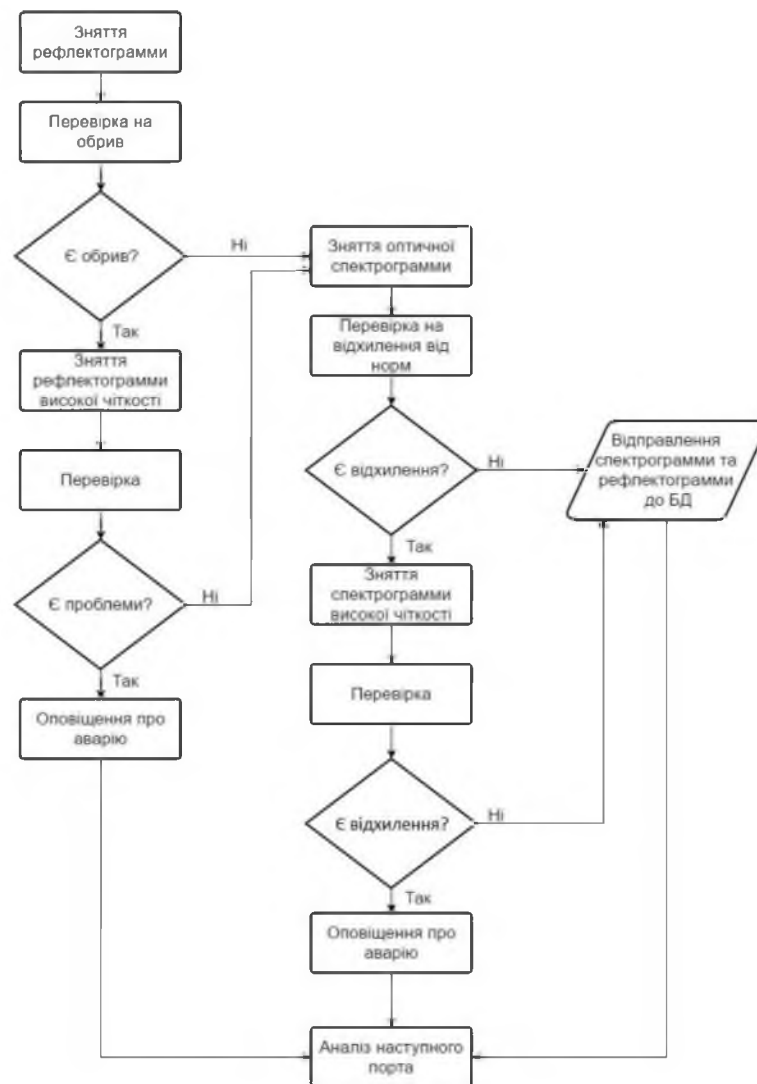 Зняття
рефлектограмми
Перевірка на
обрив
Є обрив?
Ні
Так
Зняття
рефлектограмми
високої чіткості
Перевірка
Є проблеми?
Ні
Так
Оповіщення про
аварію
Зняття оптичної
спектрограмми
Перевірка на
відхилення від
норм
Є відхилення?
Ні
Так
Зняття
спектрограмми
високої чіткості
Перевірка
Є відхилення?
Ні
Так
Оповіщення про
аварію
Відправлення
спектрограмми та
рефлектограмми
до БД
Аналіз наступного
порта